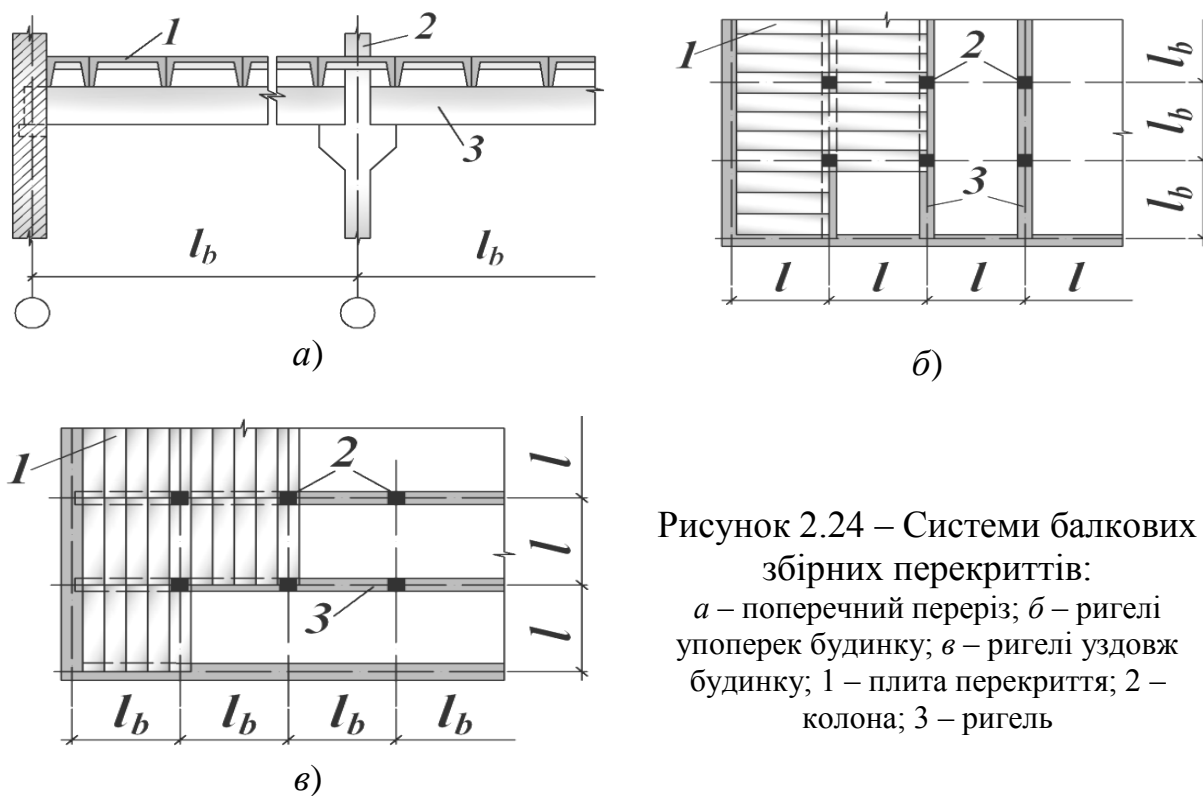 1
2
3
l_b
l_b
а)
1
2
3
l_b
l_b
l_b
l
l
l
l
б)
1
2
3
l
l
l
l_b
l_b
l_b
l_b
в)
Рисунок 2.24 – Системи балкових
збірних перекриттів:
а – поперечний переріз; б – ригелі
упоперек будинку; в – ригелі уздовж
будинку; 1 – плита перекриття; 2 –
колона; 3 – ригель